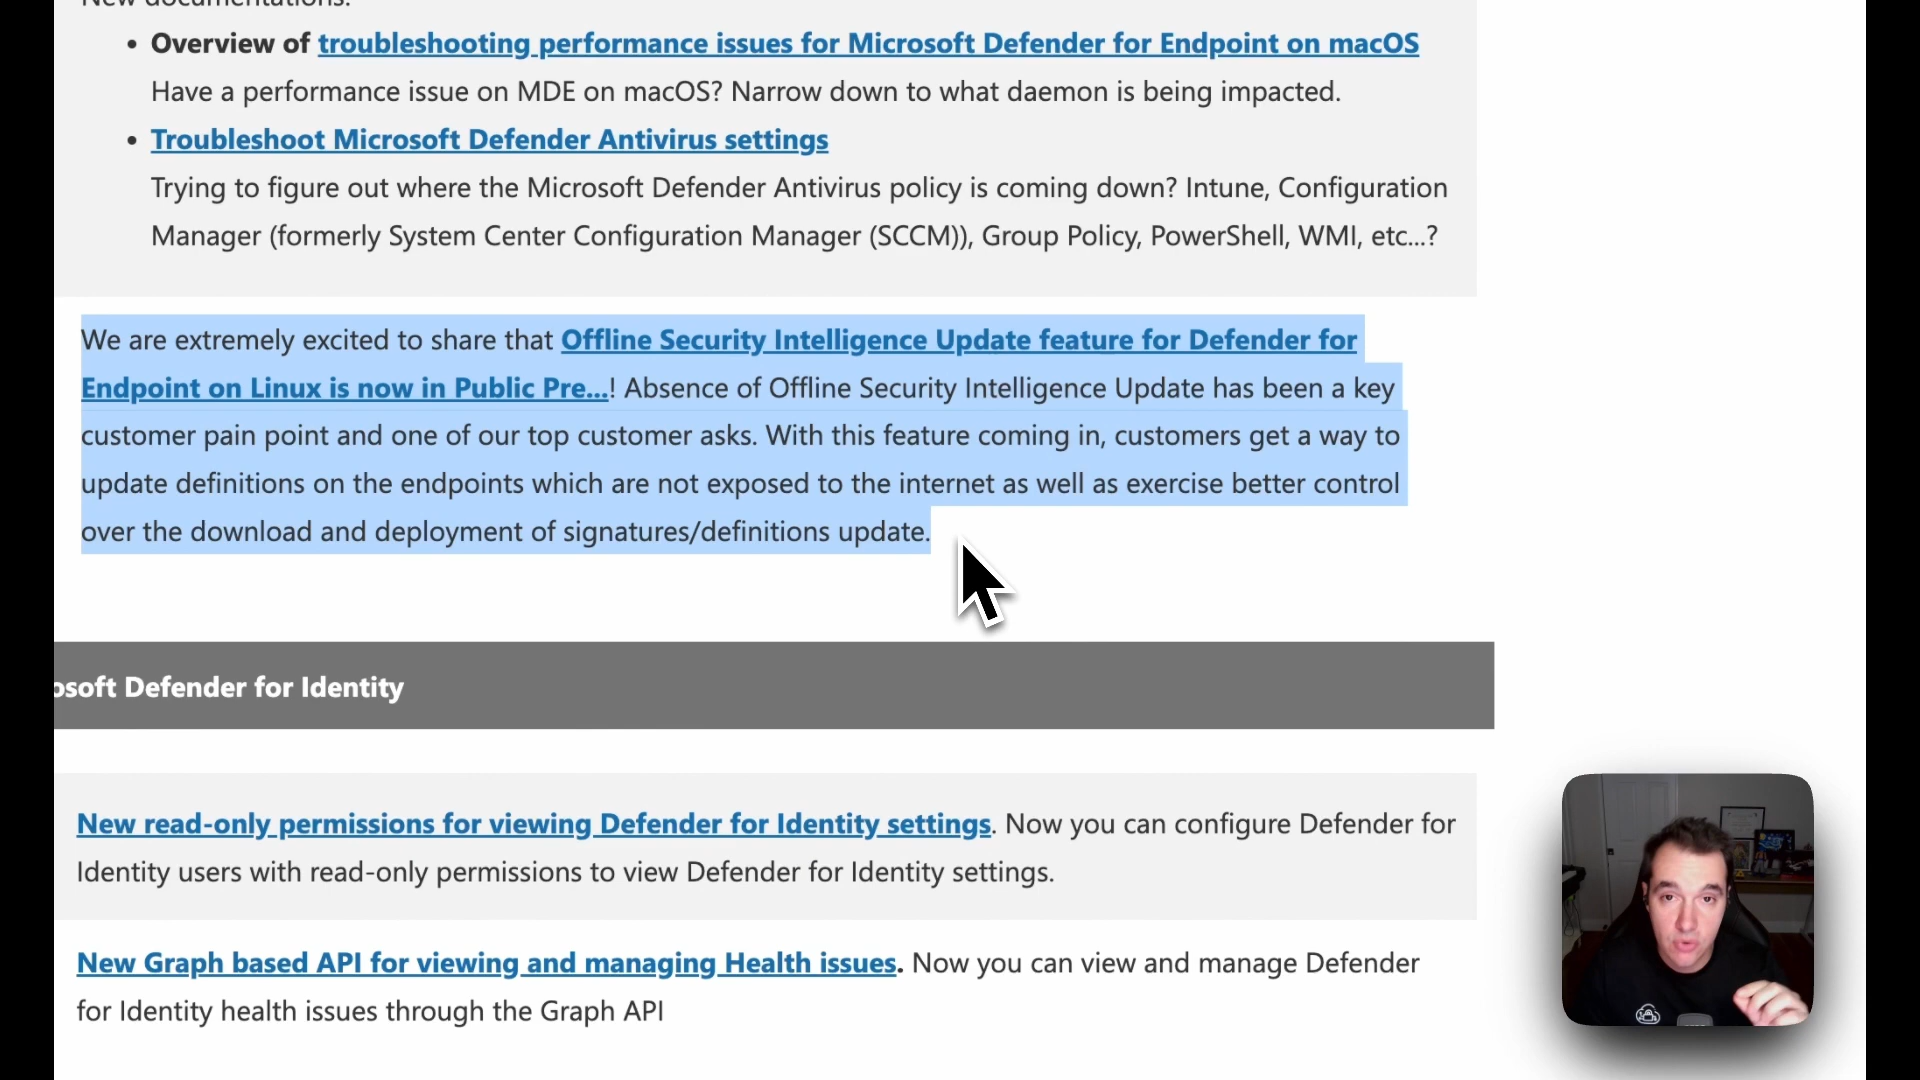 New documentations:
• Overview of troubleshooting performance issues for Microsoft Defender for Endpoint on macOS
Have a performance issue on MDE on macOS? Narrow down to what daemon is being impacted.
• Troubleshoot Microsoft Defender Antivirus settings
Trying to figure out where the Microsoft Defender Antivirus policy is coming down? Intune, Configuration
Manager (formerly System Center Configuration Manager (SCCM)), Group Policy, PowerShell, WMI, etc...?
We are extremely excited to share that Offline Security Intelligence Update feature for Defender for
Endpoint on Linux is now in Public Pre...! Absence of Offline Security Intelligence Update has been a key
customer pain point and one of our top customer asks. With this feature coming in, customers get a way to
update definitions on the endpoints which are not exposed to the internet as well as exercise better control
over the download and deployment of signatures/definitions update.
osoft Defender for Identity
New read-only permissions for viewing Defender for Identity settings. Now you can configure Defender for
Identity users with read-only permissions to view Defender for Identity settings.
New Graph based API for viewing and managing Health issues. Now you can view and manage Defender
for Identity health issues through the Graph API